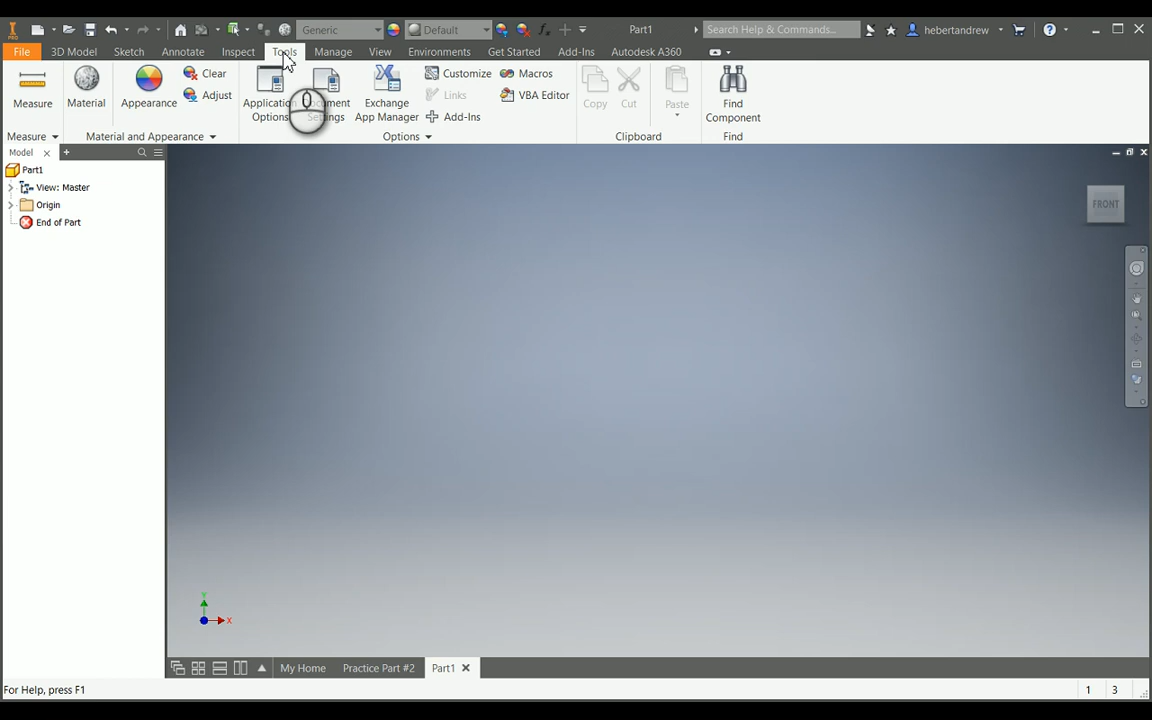 Generic
Default
Part1
Search Help & Commands...
hebertandrew
File
3D Model
Sketch
Annotate
Inspect
Tools
Manage
View
Environments
Get Started
Add-Ins
Autodesk A360
Measure
Material
Appearance
Clear
Adjust
Application
Options
Exchange
App Manager
Customize
Links
Add-Ins
Macros
VBA Editor
Copy
Cut
Paste
Find
Component
Measure
Material and Appearance
Options
Clipboard
Find
Model
Part1
View: Master
Origin
End of Part
FRONT
Y
X
My Home
Practice Part #2
Part1
For Help, press F1
1
3